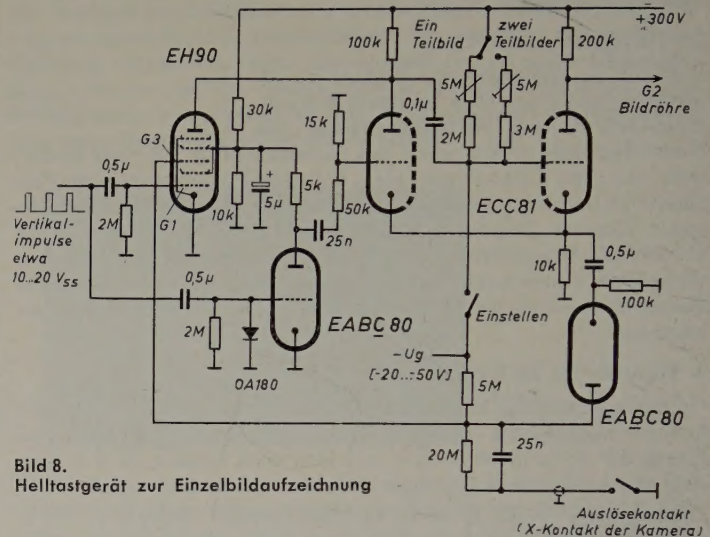 +300V
Ein
Teilbild
zwei
Teilbilder
EH90
100k
200k
5M
5M
G2
Bildröhre
30k
0,1µ
2M
3M
15k
G3
0,5µ
+
10k
5µ
5k
50k
2M
G1
25n
ECC81
Vertikal-
impulse
etwa
10...20 Vss
0,5µ
10k
0,5µ
100k
2M
EABC80
Einstellen
OA180
-Ug
[-20..-50V]
5M
EABC80
20M
25n
Bild 8.
Helltastgerät zur Einzelbildaufzeichnung
Auslösekontakt
(X-Kontakt der Kamera)